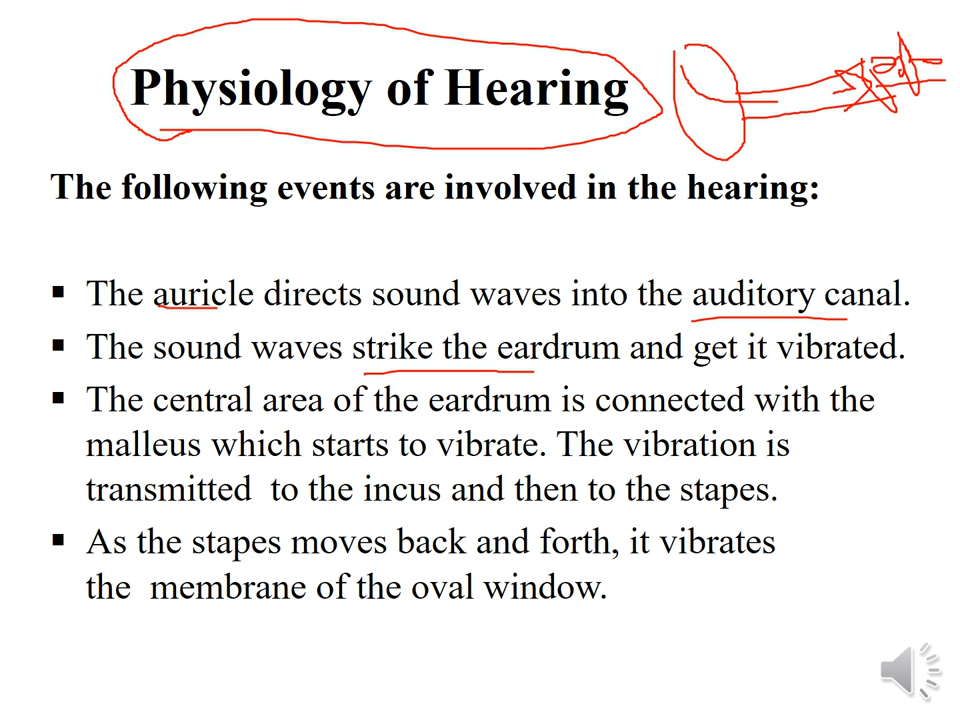 Physiology of Hearing
The following events are involved in the hearing:
▪ The auricle directs sound waves into the auditory canal.
▪ The sound waves strike the eardrum and get it vibrated.
▪ The central area of the eardrum is connected with the
malleus which starts to vibrate. The vibration is
transmitted  to the incus and then to the stapes.
▪ As the stapes moves back and forth, it vibrates
the  membrane of the oval window.